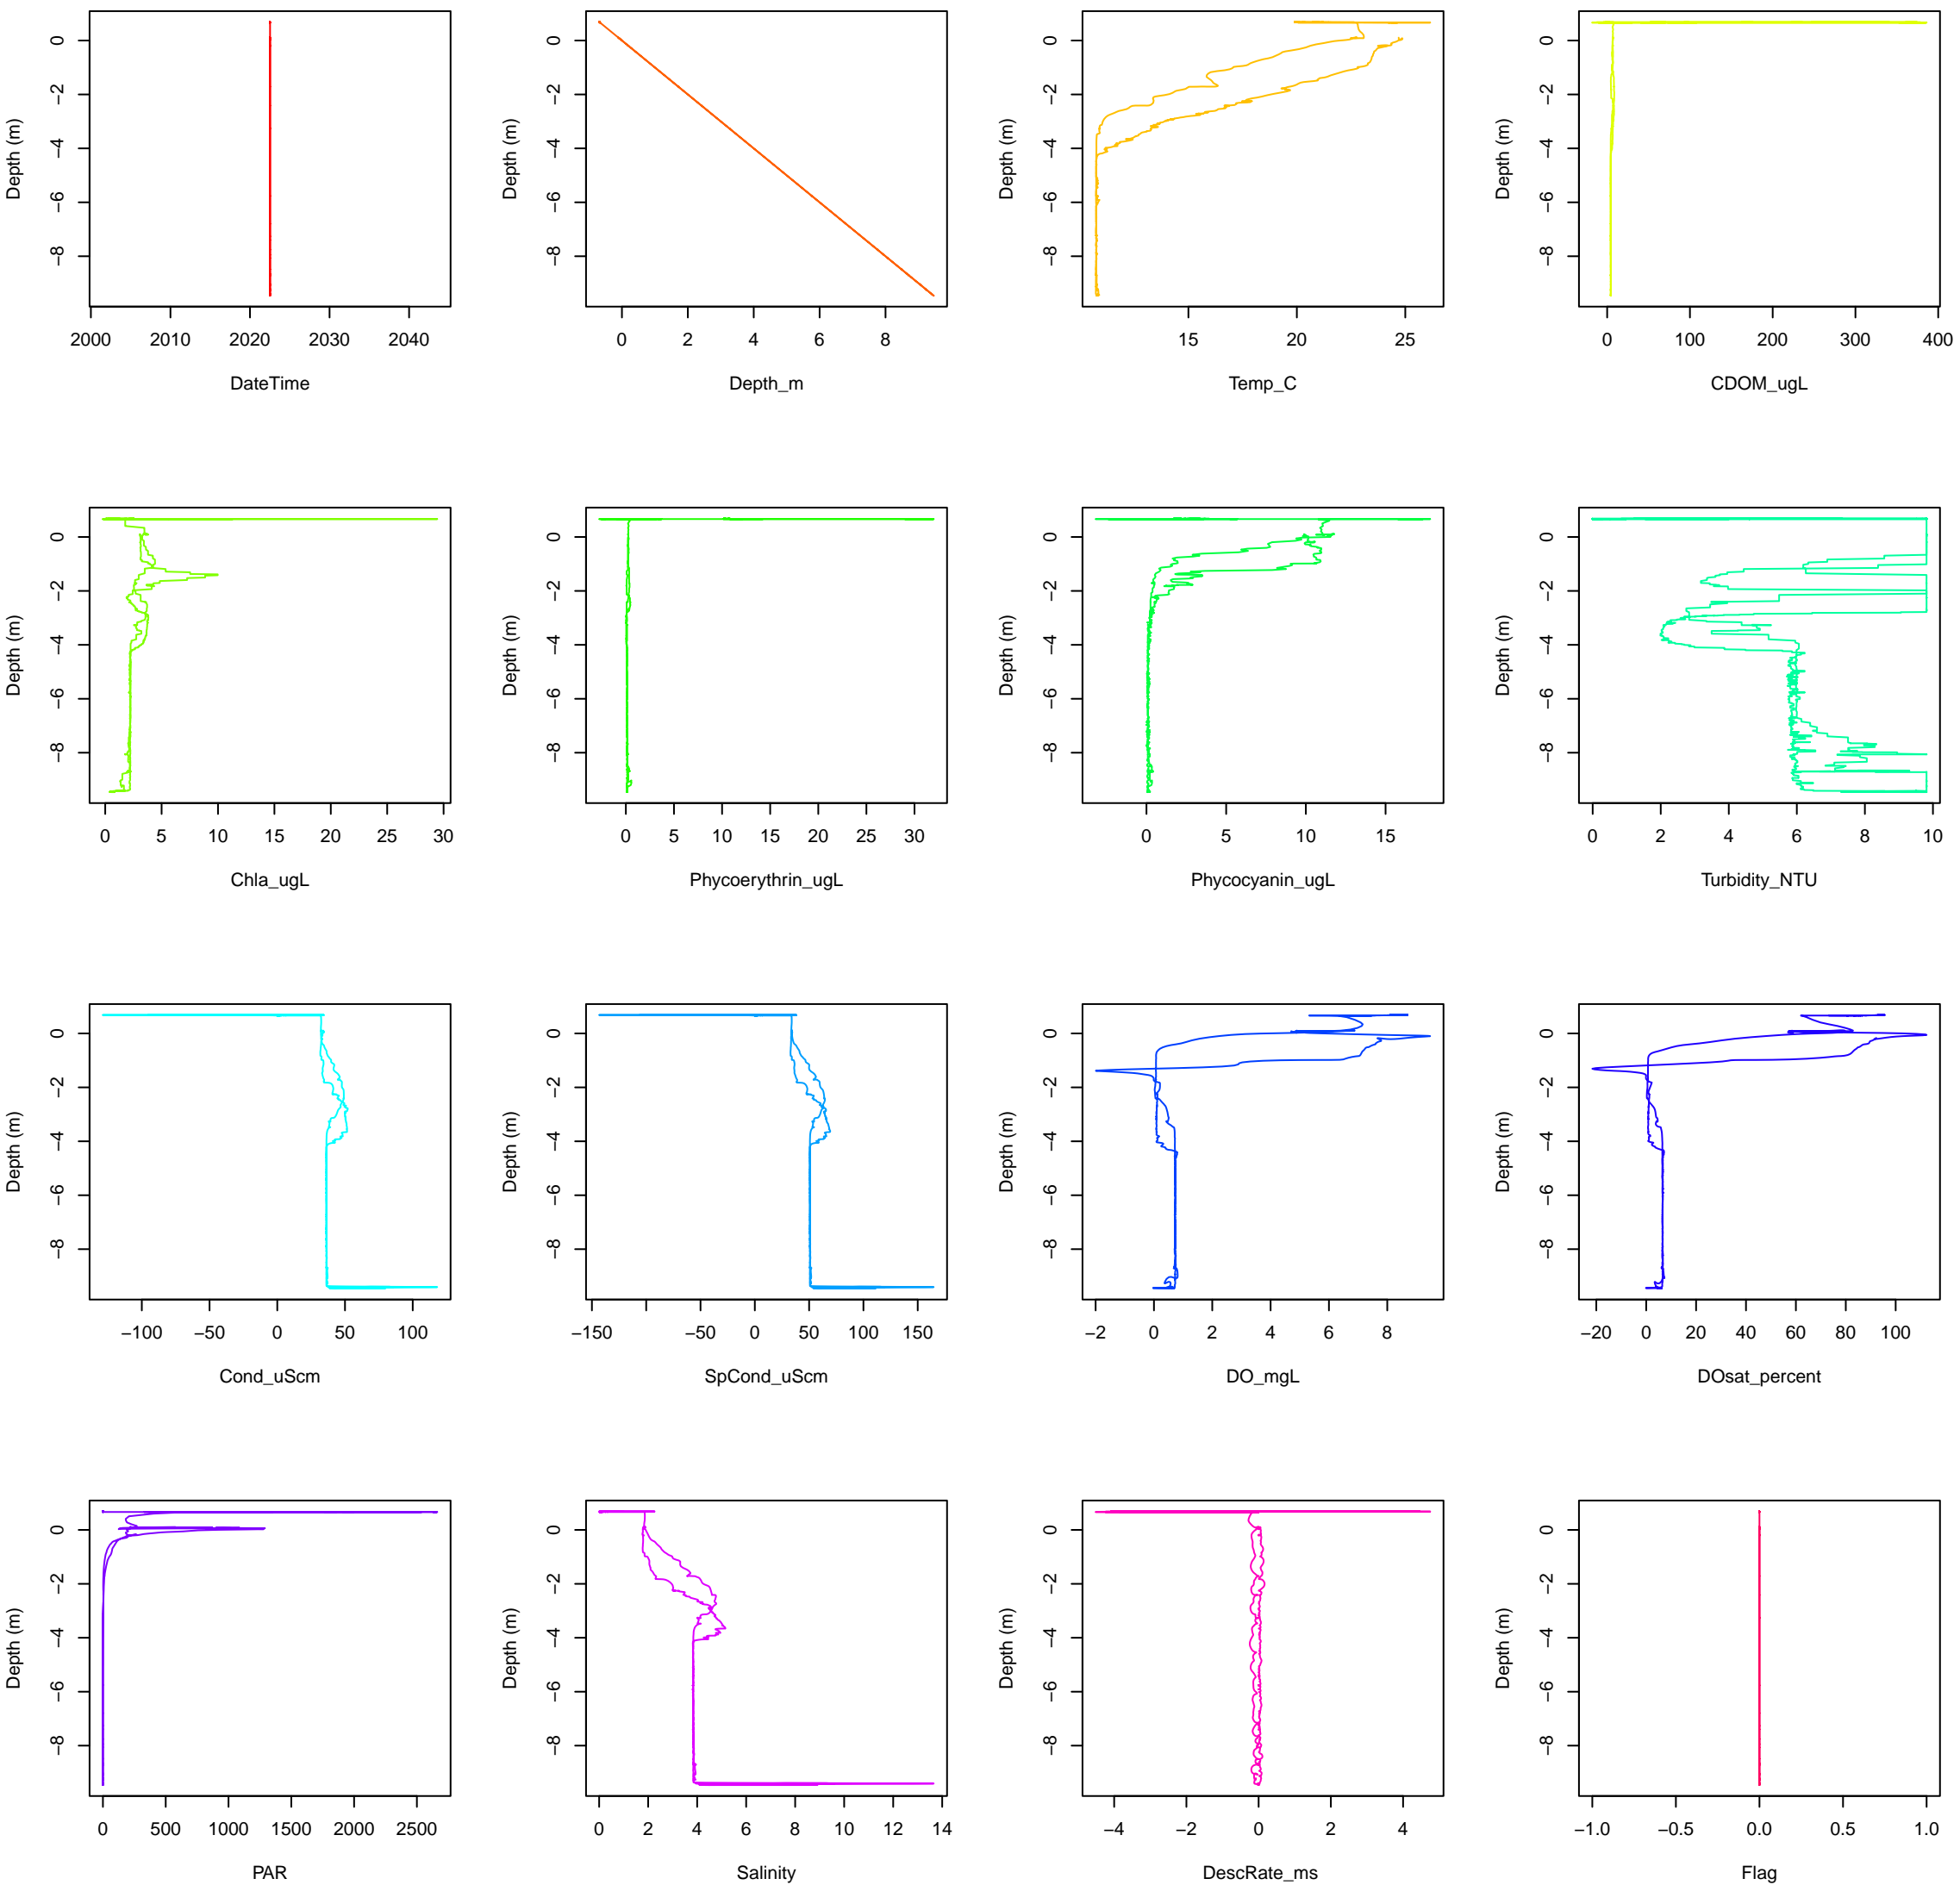 0 0 0 0
−2 −2 −2 −2
Depth (m) Depth (m) Depth (m) Depth (m)
−4 −4 −4 −4
−6 −6 −6 −6
−8 −8 −8 −8
2000 2010 2020 2030 2040 0 2 4 6 8 15 20 25 0 100 200 300 400
DateTime Depth_m Temp_C CDOM_ugL
0 0 0 0
−2 −2 −2 −2
Depth (m) Depth (m) Depth (m) Depth (m)
−4 −4 −4 −4
−6 −6 −6 −6
−8 −8 −8 −8
0 5 10 15 20 25 30 0 5 10 15 20 25 30 0 5 10 15 0 2 4 6 8 10
Chla_ugL Phycoerythrin_ugL Phycocyanin_ugL Turbidity_NTU
0 0 0 0
−2 −2 −2 −2
Depth (m) Depth (m) Depth (m) Depth (m)
−4 −4 −4 −4
−6 −6 −6 −6
−8 −8 −8 −8
−100 −50 0 50 100 −150 −50 0 50 100 150 −2 0 2 4 6 8 −20 0 20 40 60 80 100
Cond_uScm SpCond_uScm DO_mgL DOsat_percent
0 0 0 0
−2 −2 −2 −2
Depth (m) Depth (m) Depth (m) Depth (m)
−4 −4 −4 −4
−6 −6 −6 −6
−8 −8 −8 −8
0 500 1000 1500 2000 2500 0 2 4 6 8 10 12 14 −4 −2 0 2 4 −1.0 −0.5 0.0 0.5 1.0
PAR Salinity DescRate_ms Flag